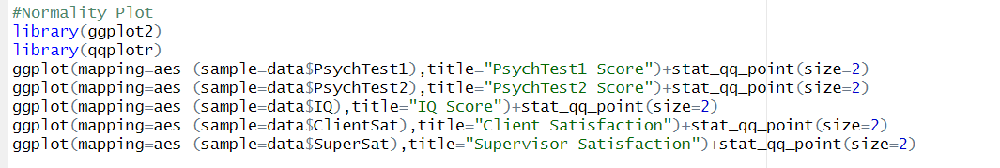 #Normality Plot
library(ggplot2)
library(qqplotr)
ggplot(mapping=aes (sample=data$PsychTest1),title="PsychTest1 Score")+stat_qq_point(size=2)
ggplot(mapping=aes (sample=data$PsychTest2),title="PsychTest2 Score")+stat_qq_point(size=2)
ggplot(mapping=aes (sample=data$IQ),title="IQ Score")+stat_qq_point(size=2)
ggplot(mapping=aes (sample=data$ClientSat),title="Client Satisfaction")+stat_qq_point(size=2)
ggplot(mapping=aes (sample=data$SuperSat),title="Supervisor Satisfaction")+stat_qq_point(size=2)